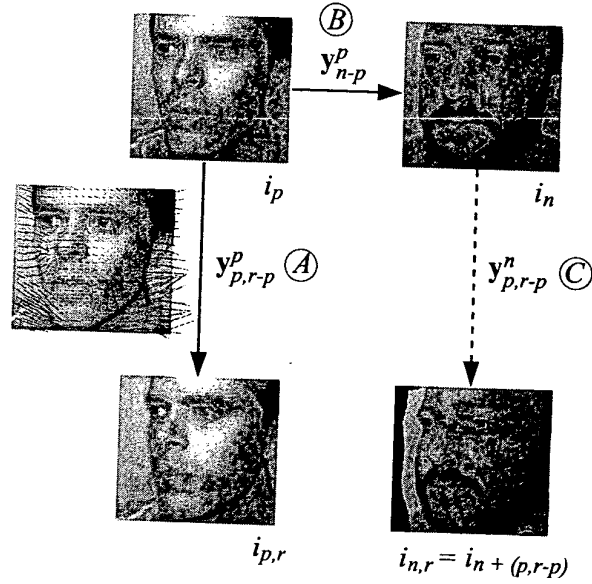 B
y^p_{n-p}
i_p
i_n
y^p_{p,r-p} A
y^n_{p,r-p} C
i_{p,r}
i_{n,r} = i_{n + (p,r-p)}